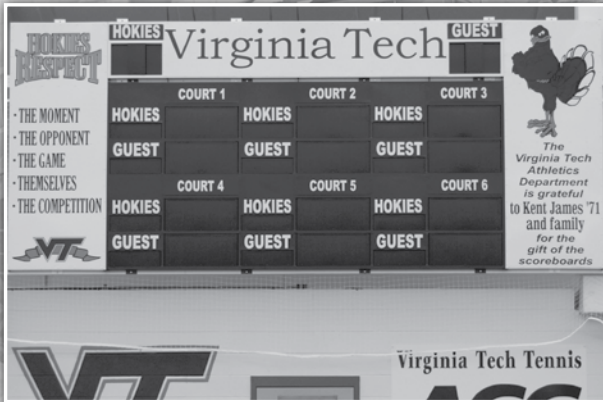 HOKIES
Virginia Tech
GUEST
HOKIES
RESPECT
· THE MOMENT
· THE OPPONENT
· THE GAME
· THEMSELVES
· THE COMPETITION
VT
COURT 1
COURT 2
COURT 3
HOKIES
HOKIES
HOKIES
GUEST
GUEST
GUEST
COURT 4
COURT 5
COURT 6
HOKIES
HOKIES
HOKIES
GUEST
GUEST
GUEST
The
Virginia Tech
Athletics
Department
is grateful
to Kent James '71
and family
for the
gift of the
scoreboards
VT
Virginia Tech Tennis
ACC